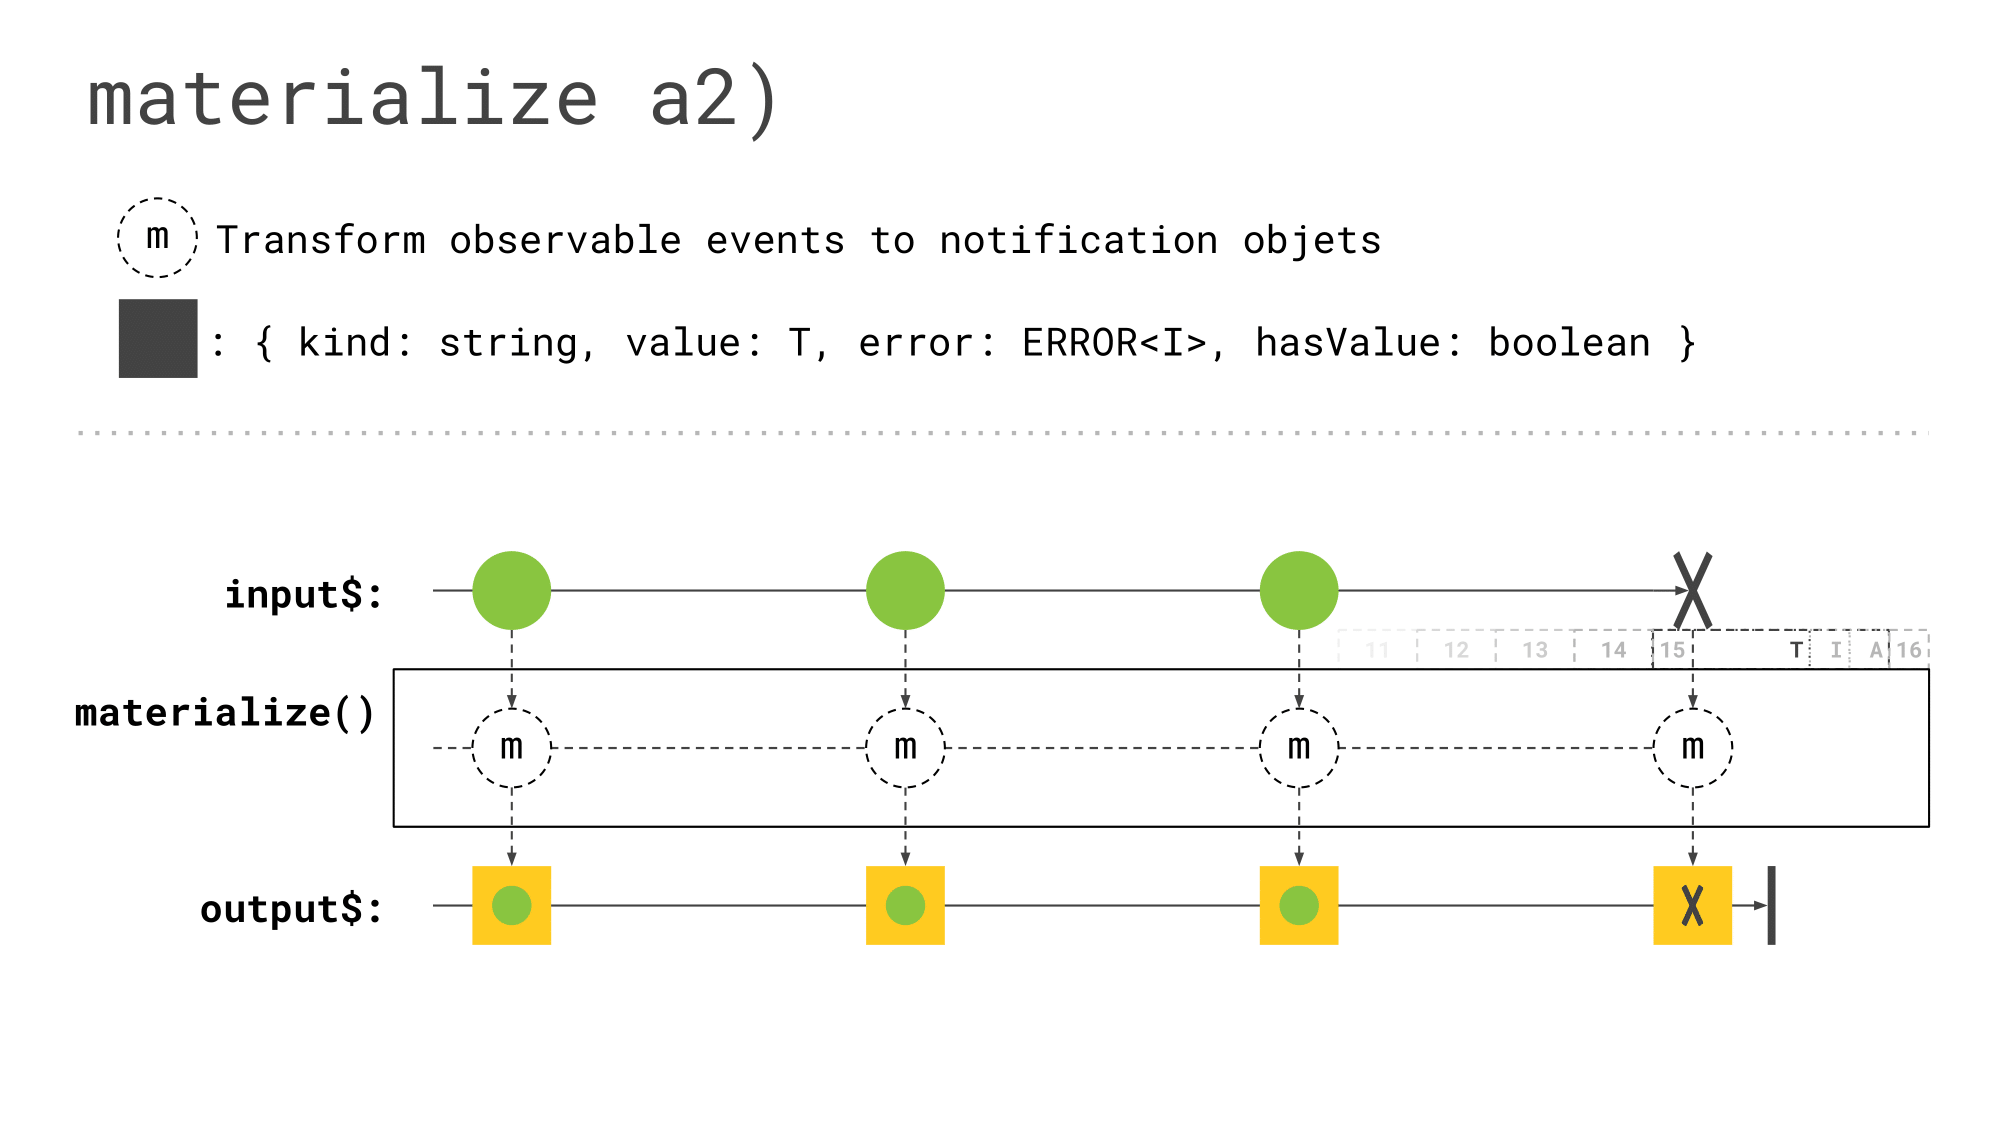 materialize a2)
m Transform observable events to notification objets
: { kind: string, value: T, error: ERROR<I>, hasValue: boolean }
input$:
11 12 13 14 15 T I A 16
materialize()
m m m m
output$: